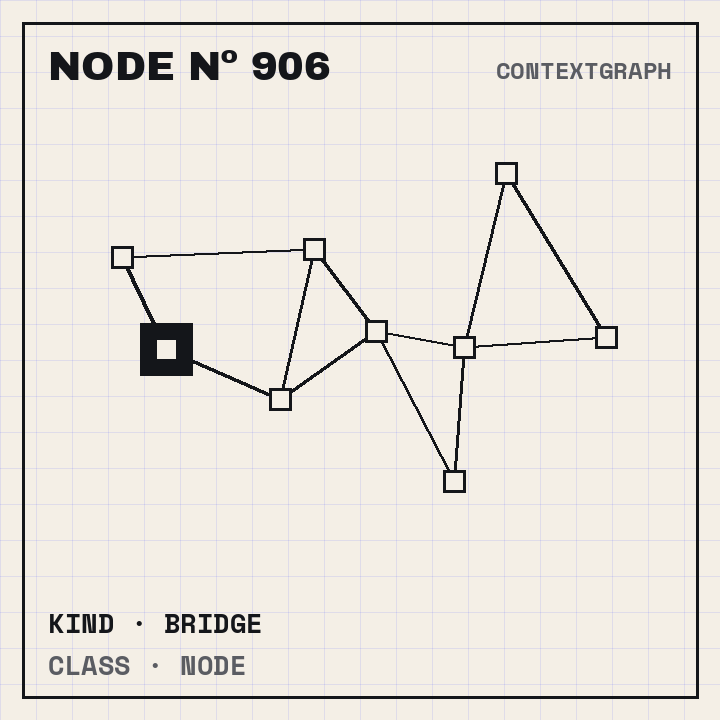 NODE Nº 906
CONTEXTGRAPH
KIND · BRIDGE
CLASS · NODE